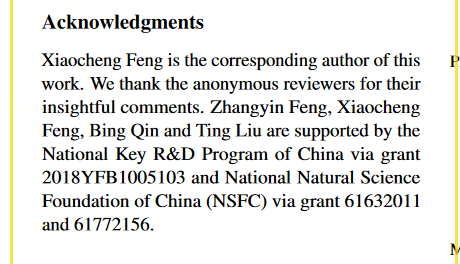 Acknowledgments
Xiaocheng Feng is the corresponding author of this
work. We thank the anonymous reviewers for their
insightful comments. Zhangyin Feng, Xiaocheng
Feng, Bing Qin and Ting Liu are supported by the
National Key R&D Program of China via grant
2018YFB1005103 and National Natural Science
Foundation of China (NSFC) via grant 61632011
and 61772156.